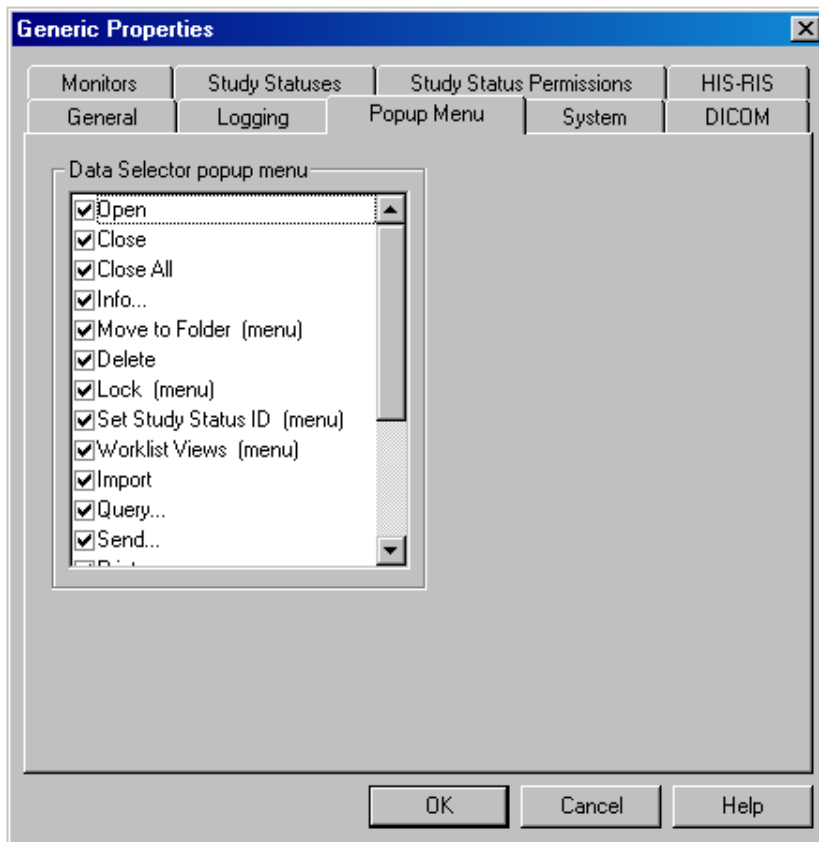 Generic Properties
Monitors Study Statuses Study Status Permissions HIS-RIS
General Logging Popup Menu System DICOM
Data Selector popup menu
Open
Close
Close All
Info...
Move to Folder (menu)
Delete
Lock (menu)
Set Study Status ID (menu)
Worklist Views (menu)
Import
Query...
Send...
OK Cancel Help